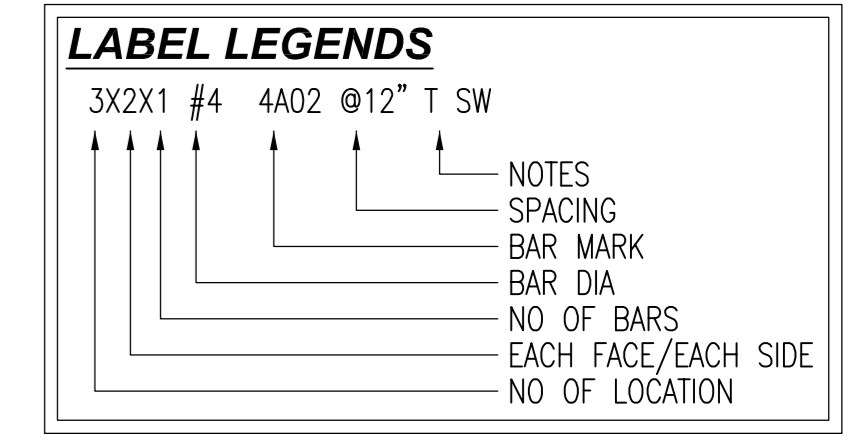 LABEL LEGENDS
3X2X1 #4 4A02 @12" T SW
NOTES
SPACING
BAR MARK
BAR DIA
NO OF BARS
EACH FACE/EACH SIDE
NO OF LOCATION